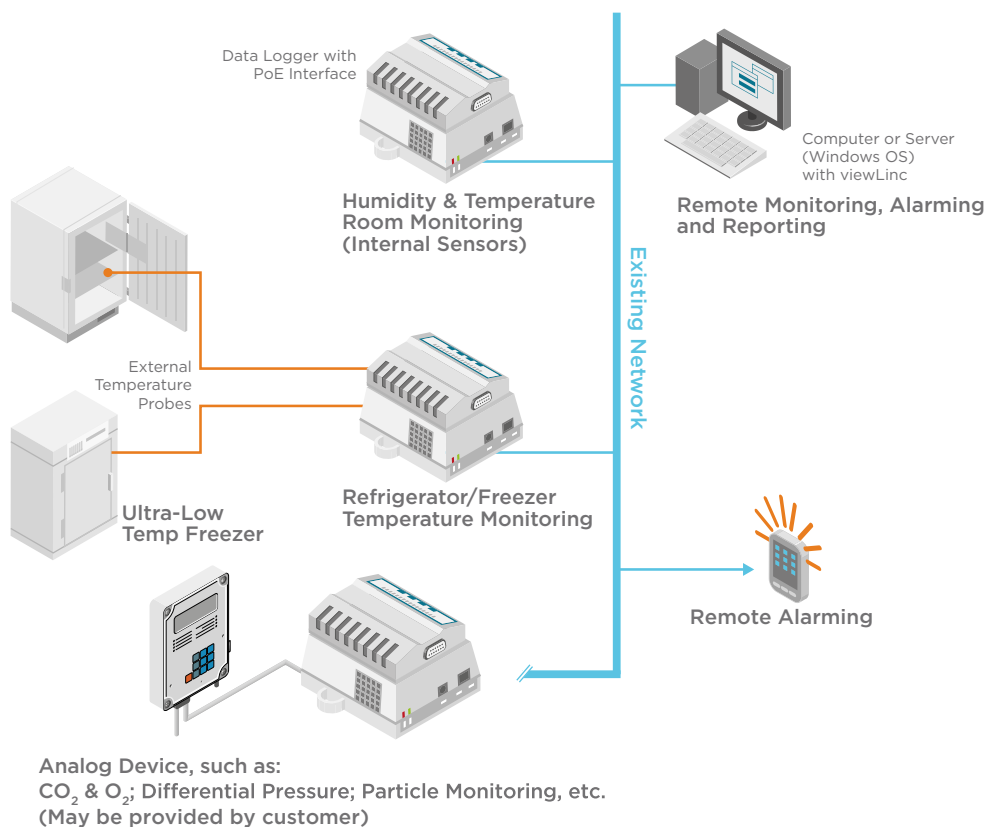 Data Logger with
PoE Interface
Humidity & Temperature
Room Monitoring
(Internal Sensors)
Computer or Server
(Windows OS)
with viewLinc
Remote Monitoring, Alarming
and Reporting
Existing Network
External
Temperature
Probes
Refrigerator/Freezer
Temperature Monitoring
Ultra-Low
Temp Freezer
Remote Alarming
Analog Device, such as:
CO₂ & O₂; Differential Pressure; Particle Monitoring, etc.
(May be provided by customer)